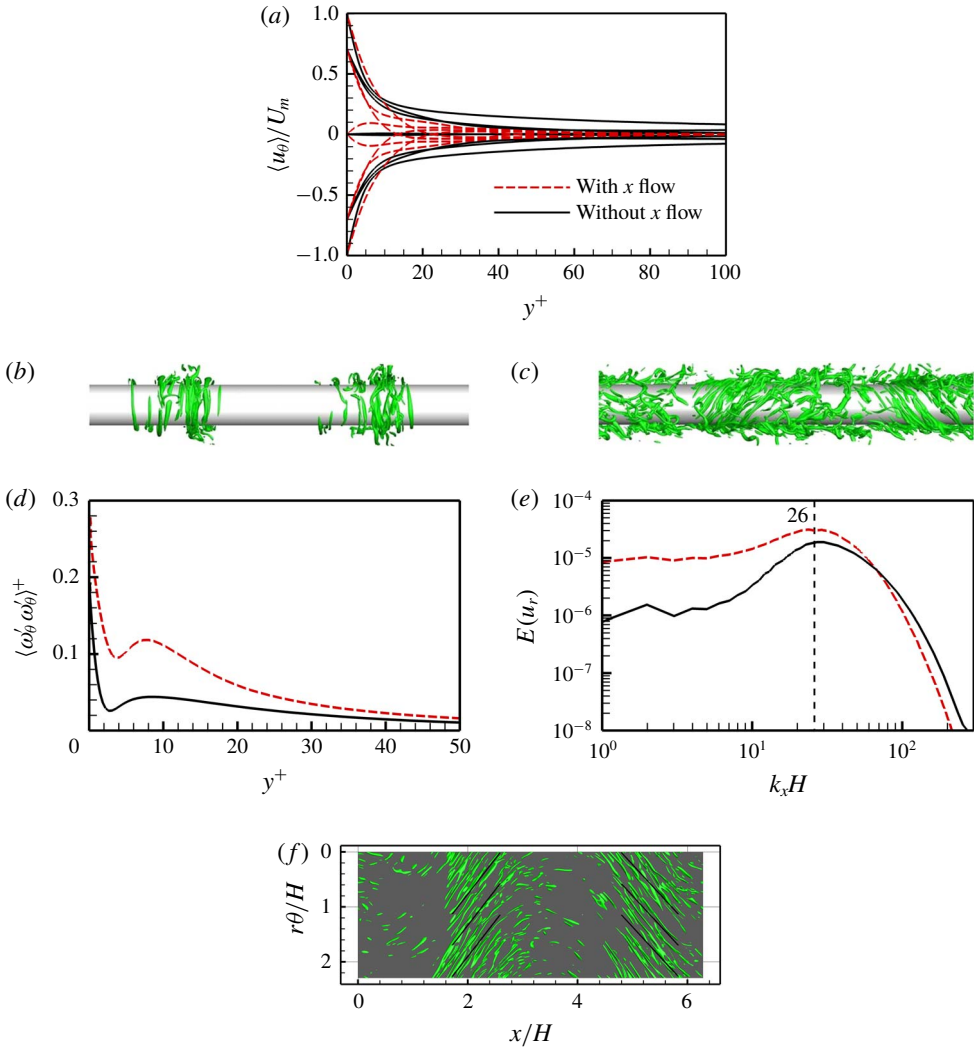 (a)
1.0
0.5
0
−0.5
−1.0
⟨u_θ⟩/U_m
With x flow
Without x flow
0 20 40 60 80 100
y⁺
(b)
(c)
(d)
0.3
0.2
0.1
⟨ω′_θ ω′_θ⟩⁺
0 10 20 30 40 50
y⁺
(e)
10⁻⁴
10⁻⁵
10⁻⁶
10⁻⁷
10⁻⁸
E(u_r)
26
10⁰ 10¹ 10²
k_xH
(f)
0
1
2
rθ/H
0 2 4 6
x/H